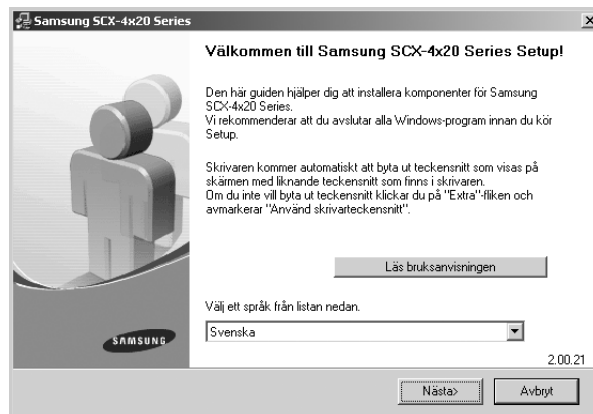 Samsung SCX-4x20 Series
Välkommen till Samsung SCX-4x20 Series Setup!
Den här guiden hjälper dig att installera komponenter för Samsung
SCX-4x20 Series.
Vi rekommenderar att du avslutar alla Windows-program innan du kör
Setup.
Skrivaren kommer automatiskt att byta ut teckensnitt som visas på
skärmen med liknande teckensnitt som finns i skrivaren.
Om du inte vill byta ut teckensnitt klickar du på "Extra"-fliken och
avmarkerar "Använd skrivarteckensnitt".
Läs bruksanvisningen
Välj ett språk från listan nedan.
Svenska
SAMSUNG
2.00.21
Nästa>
Avbryt